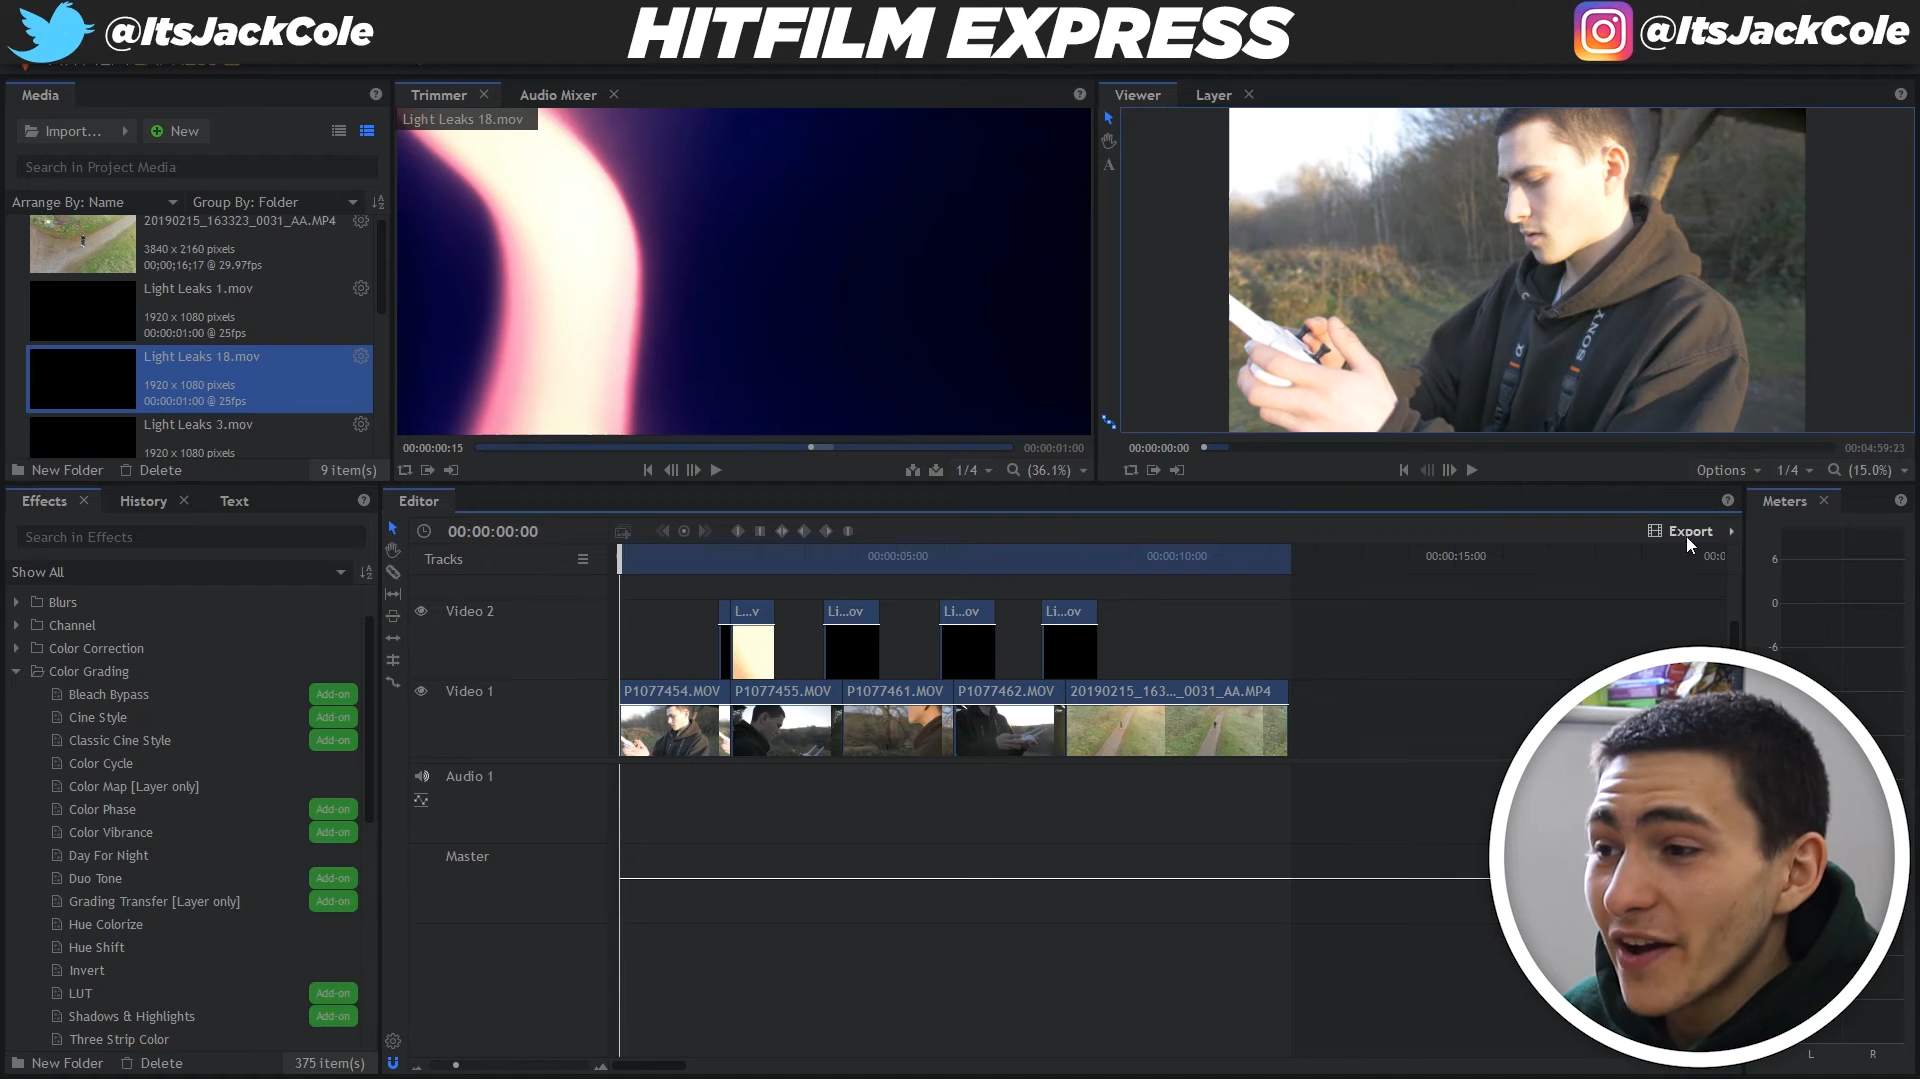 @ItsJackCole
HITFILM EXPRESS
@ItsJackCole
Media
Import...
New
Search in Project Media
Arrange By: Name
Group By: Folder
20190215_163323_0031_AA.MP4
3840 x 2160 pixels
00;00;16;17 @ 29.97fps
Light Leaks 1.mov
1920 x 1080 pixels
00:00:01:00 @ 25fps
Light Leaks 18.mov
1920 x 1080 pixels
00:00:01:00 @ 25fps
Light Leaks 3.mov
1920 x 1080 pixels
New Folder
Delete
9 item(s)
Trimmer
Audio Mixer
Light Leaks 18.mov
00:00:00:15
00:00:01:00
1/4
(36.1%)
Viewer
Layer
A
SONY
α
00:00:00:00
00:04:59:23
Options
1/4
(15.0%)
Effects
History
Text
Search in Effects
Show All
Blurs
Channel
Color Correction
Color Grading
Bleach Bypass
Add-on
Cine Style
Add-on
Classic Cine Style
Add-on
Color Cycle
Color Map [Layer only]
Color Phase
Add-on
Color Vibrance
Add-on
Day For Night
Duo Tone
Add-on
Grading Transfer [Layer only]
Add-on
Hue Colorize
Hue Shift
Invert
LUT
Add-on
Shadows & Highlights
Add-on
Three Strip Color
New Folder
Delete
375 item(s)
Editor
00:00:00:00
Export
Tracks
00:00:05:00
00:00:10:00
00:00:15:00
00:0
Video 2
L...v
Li...ov
Li...ov
Li...ov
Video 1
P1077454.MOV
P1077455.MOV
P1077461.MOV
P1077462.MOV
20190215_163..._0031_AA.MP4
Audio 1
Master
Meters
6
0
-6
L
R